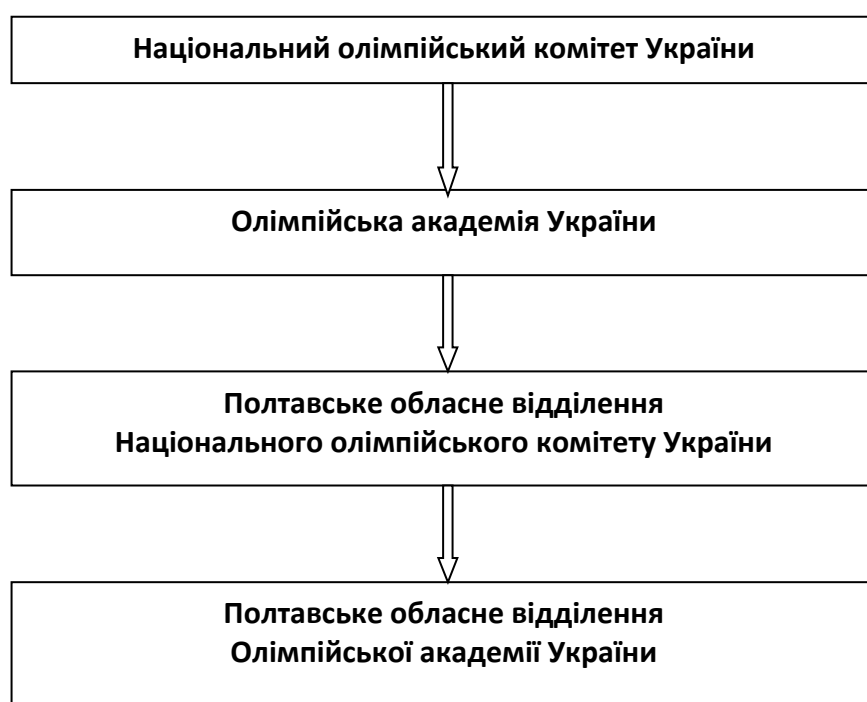 Національний олімпійський комітет України
Олімпійська академія України
Полтавське обласне відділення
Національного олімпійського комітету України
Полтавське обласне відділення
Олімпійської академії України